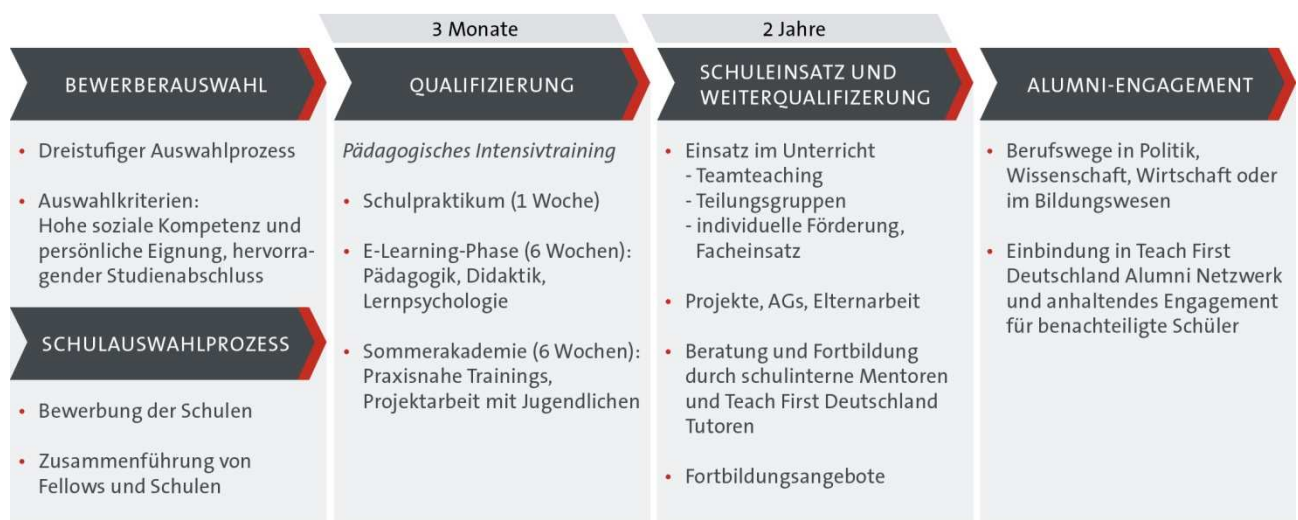 3 Monate
2 Jahre
BEWERBERAUSWAHL
• Dreistufiger Auswahlprozess
• Auswahlkriterien:
Hohe soziale Kompetenz und
persönliche Eignung, hervorra-
gender Studienabschluss
SCHULAUSWAHLPROZESS
• Bewerbung der Schulen
• Zusammenführung von
Fellows und Schulen
QUALIFIZIERUNG
Pädagogisches Intensivtraining
• Schulpraktikum (1 Woche)
• E-Learning-Phase (6 Wochen):
Pädagogik, Didaktik,
Lernpsychologie
• Sommerakademie (6 Wochen):
Praxisnahe Trainings,
Projektarbeit mit Jugendlichen
SCHULEINSATZ UND
WEITERQUALIFIZERUNG
• Einsatz im Unterricht
- Teamteaching
- Teilungsgruppen
- individuelle Förderung,
Facheinsatz
• Projekte, AGs, Elternarbeit
• Beratung und Fortbildung
durch schulinterne Mentoren
und Teach First Deutschland
Tutoren
• Fortbildungsangebote
ALUMNI-ENGAGEMENT
• Berufswege in Politik,
Wissenschaft, Wirtschaft oder
im Bildungswesen
• Einbindung in Teach First
Deutschland Alumni Netzwerk
und anhaltendes Engagement
für benachteiligte Schüler